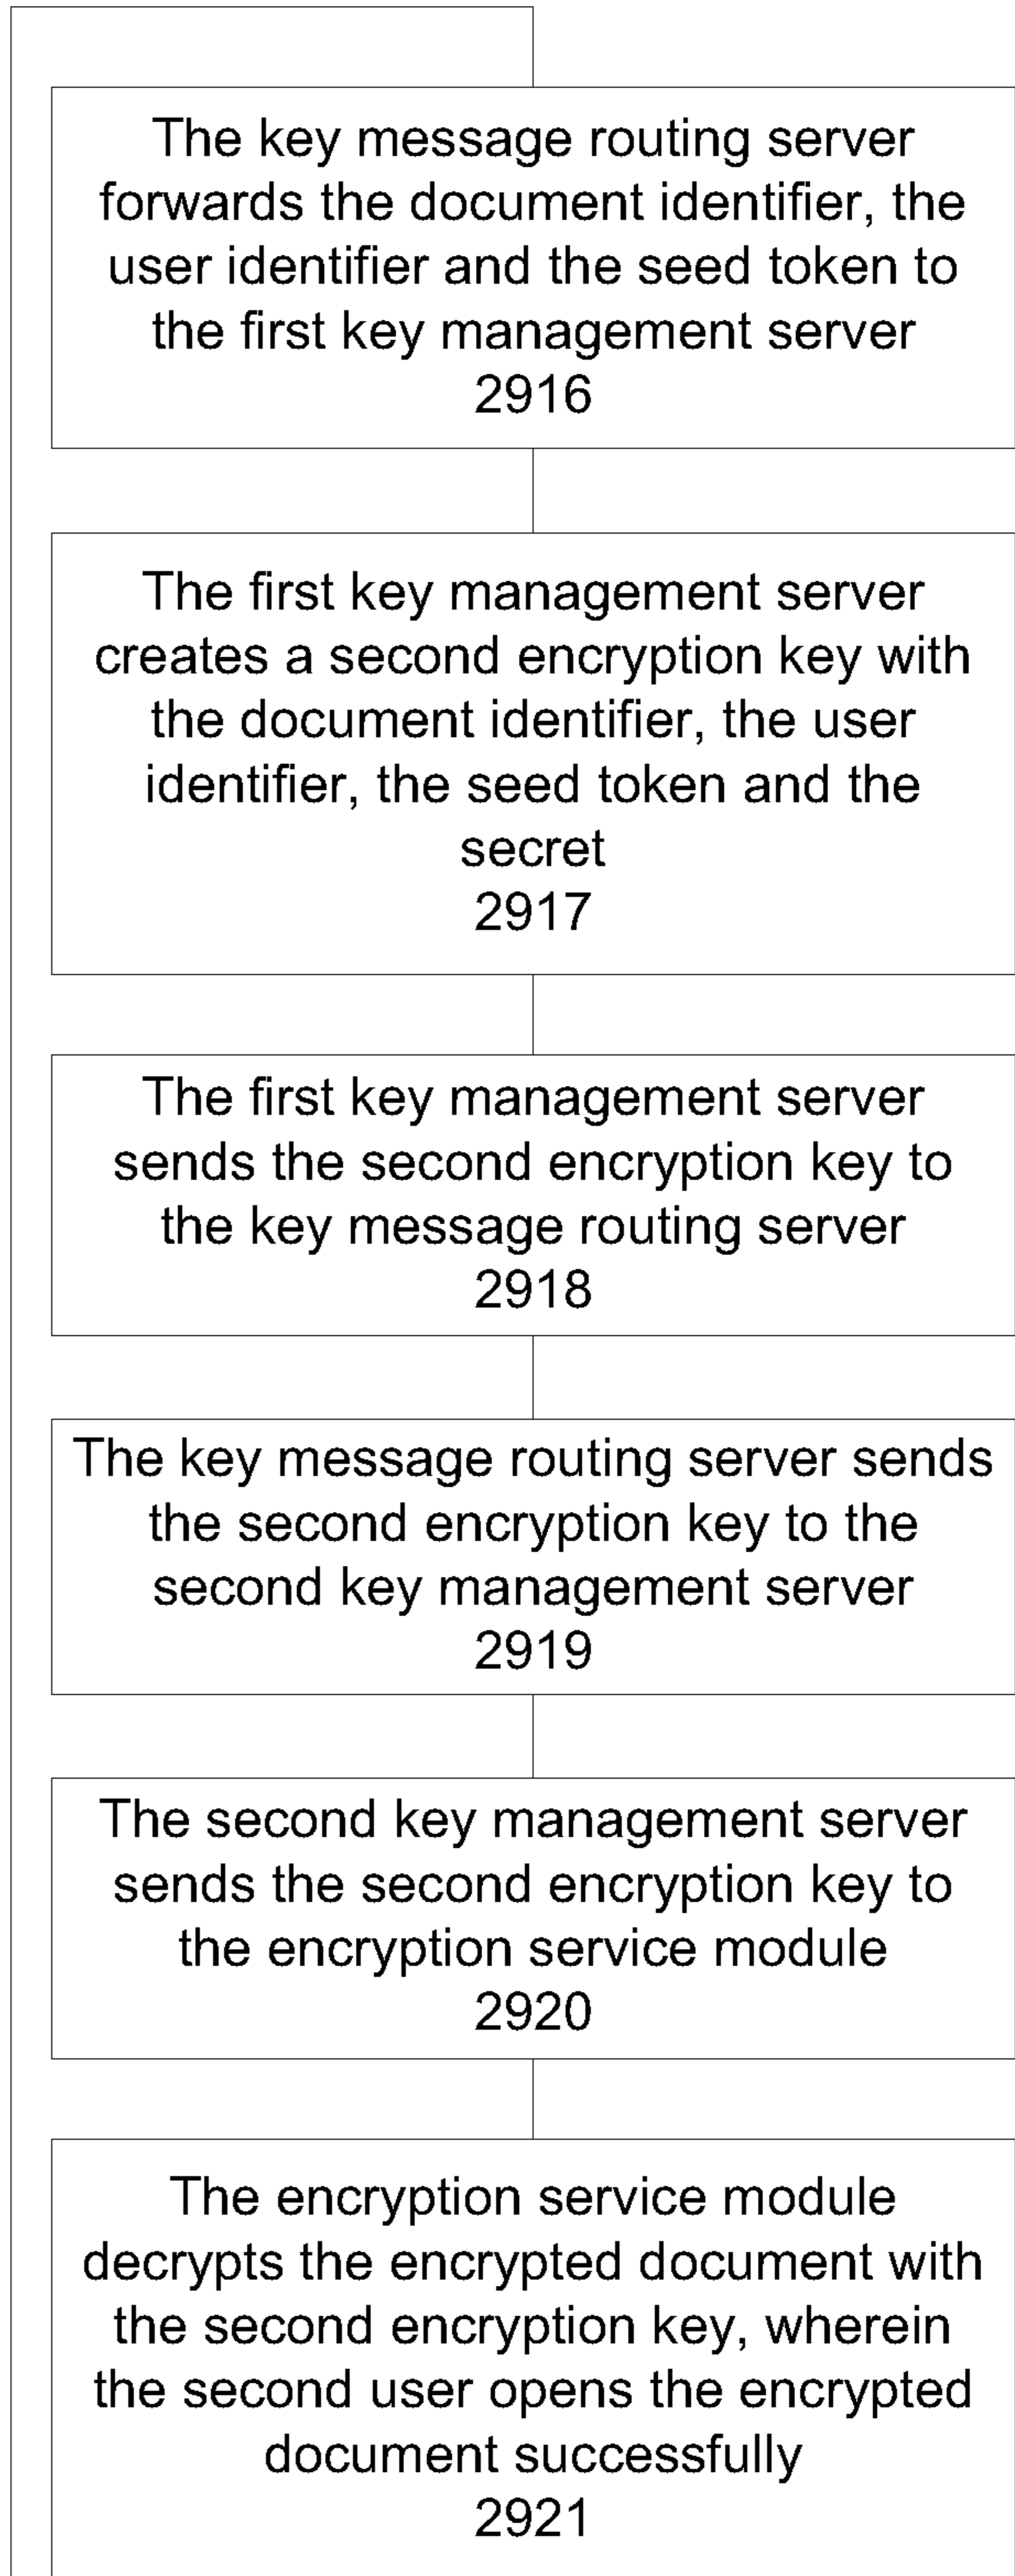 The key message routing server
forwards the document identifier, the
user identifier and the seed token to
the first key management server
2916
The first key management server
creates a second encryption key with
the document identifier, the user
identifier, the seed token and the
secret
2917
The first key management server
sends the second encryption key to
the key message routing server
2918
The key message routing server sends
the second encryption key to the
second key management server
2919
The second key management server
sends the second encryption key to
the encryption service module
2920
The encryption service module
decrypts the encrypted document with
the second encryption key, wherein
the second user opens the encrypted
document successfully
2921